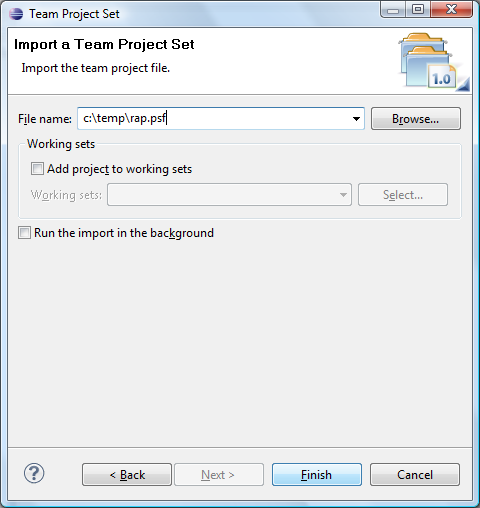 Team Project Set
Import a Team Project Set
Import the team project file.
1.0
File name: c:\temp\rap.psf Browse...
Working sets
Add project to working sets
Working sets: Select...
Run the import in the background
? < Back Next > Finish Cancel